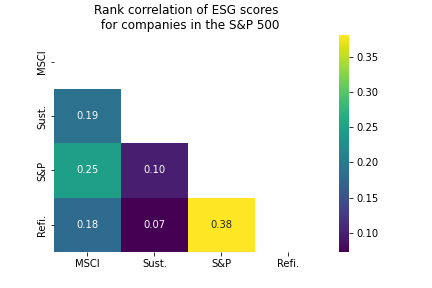 Rank correlation of ESG scores
for companies in the S&P 500
MSCI
Sust.
0.19
S&P
0.25 0.10
Refi.
0.18 0.07 0.38
MSCI Sust. S&P Refi.
0.35
0.30
0.25
0.20
0.15
0.10